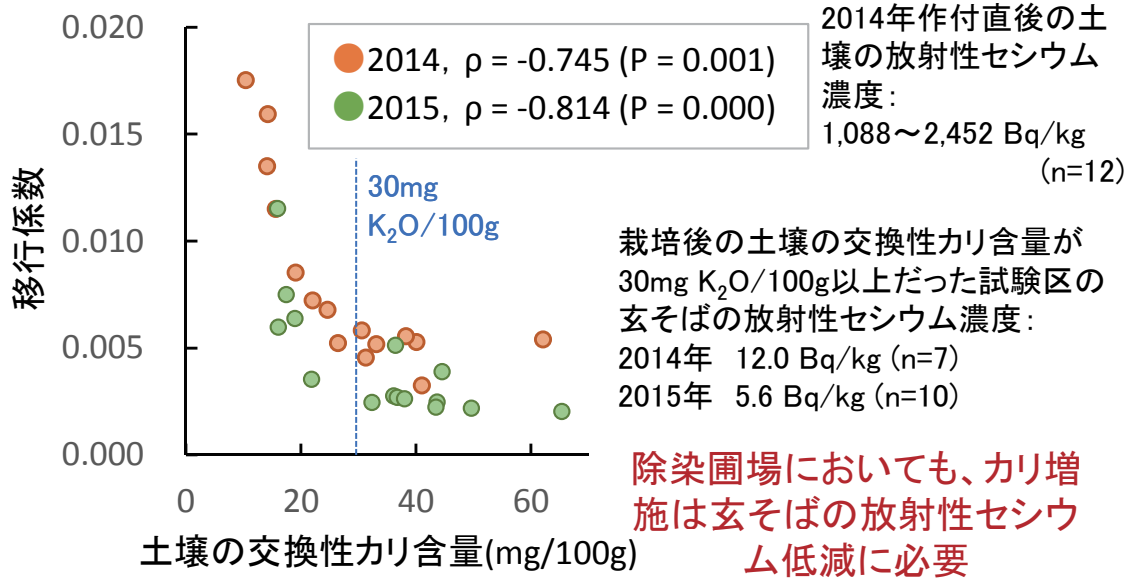 0.020
0.015
0.010
0.005
0.000
移行係数
0
20
40
60
土壌の交換性カリ含量(mg/100g)
2014, ρ = -0.745 (P = 0.001)
2015, ρ = -0.814 (P = 0.000)
30mg
K₂O/100g
2014年作付直後の土
壌の放射性セシウム
濃度：
1,088～2,452 Bq/kg
(n=12)
栽培後の土壌の交換性カリ含量が
30mg K₂O/100g以上だった試験区の
玄そばの放射性セシウム濃度：
2014年 12.0 Bq/kg (n=7)
2015年 5.6 Bq/kg (n=10)
除染圃場においても、カリ増
施は玄そばの放射性セシウ
ム低減に必要